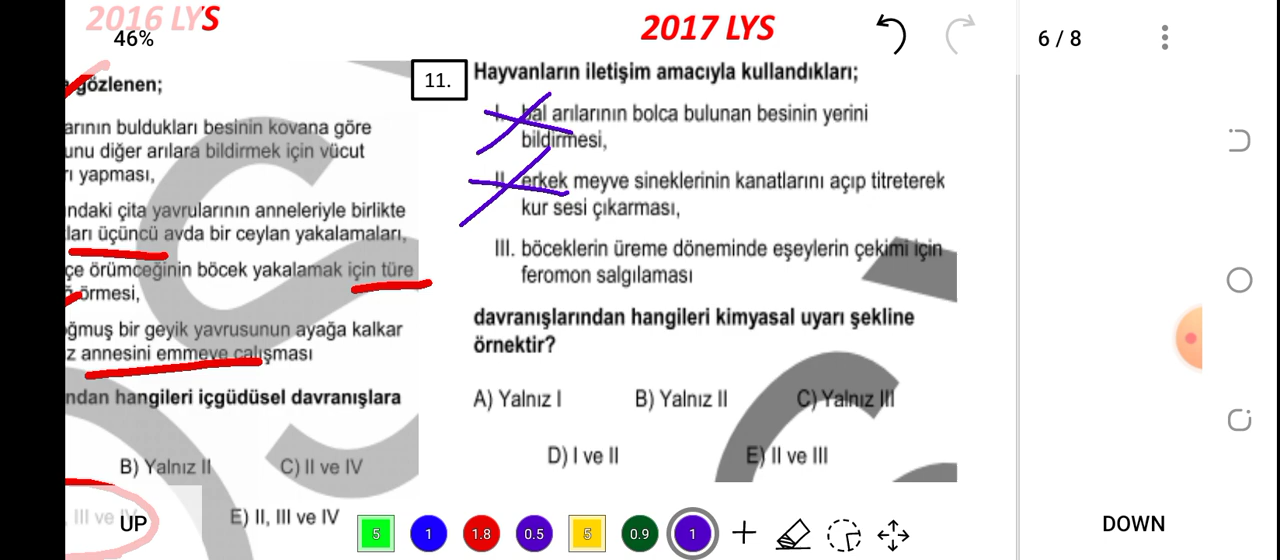 2016 LYS
46%
gözlenen;
arının buldukları besinin kovana göre
unu diğer arılara bildirmek için vücut
yapması,
ndaki çita yavrularının anneleriyle birlikte
ları üçüncü avda bir ceylan yakalamaları,
çe örümceğinin böcek yakalamak için türe
örmesi,
oğmuş bir geyik yavrusunun ayağa kalkar
z annesini emmeye çalışması
ndan hangileri içgüdüsel davranışlara
B) Yalnız II C) II ve IV
III ve IV E) II, III ve IV
UP
2017 LYS
11. Hayvanların iletişim amacıyla kullandıkları;
I. bal arılarının bolca bulunan besinin yerini
bildirmesi,
II. erkek meyve sineklerinin kanatlarını açıp titreterek
kur sesi çıkarması,
III. böceklerin üreme döneminde eşeylerin çekimi için
feromon salgılaması
davranışlarından hangileri kimyasal uyarı şekline
örnektir?
A) Yalnız I B) Yalnız II C) Yalnız III
D) I ve II E) II ve III
5 1 1.8 0.5 5 0.9 1
6 / 8
DOWN